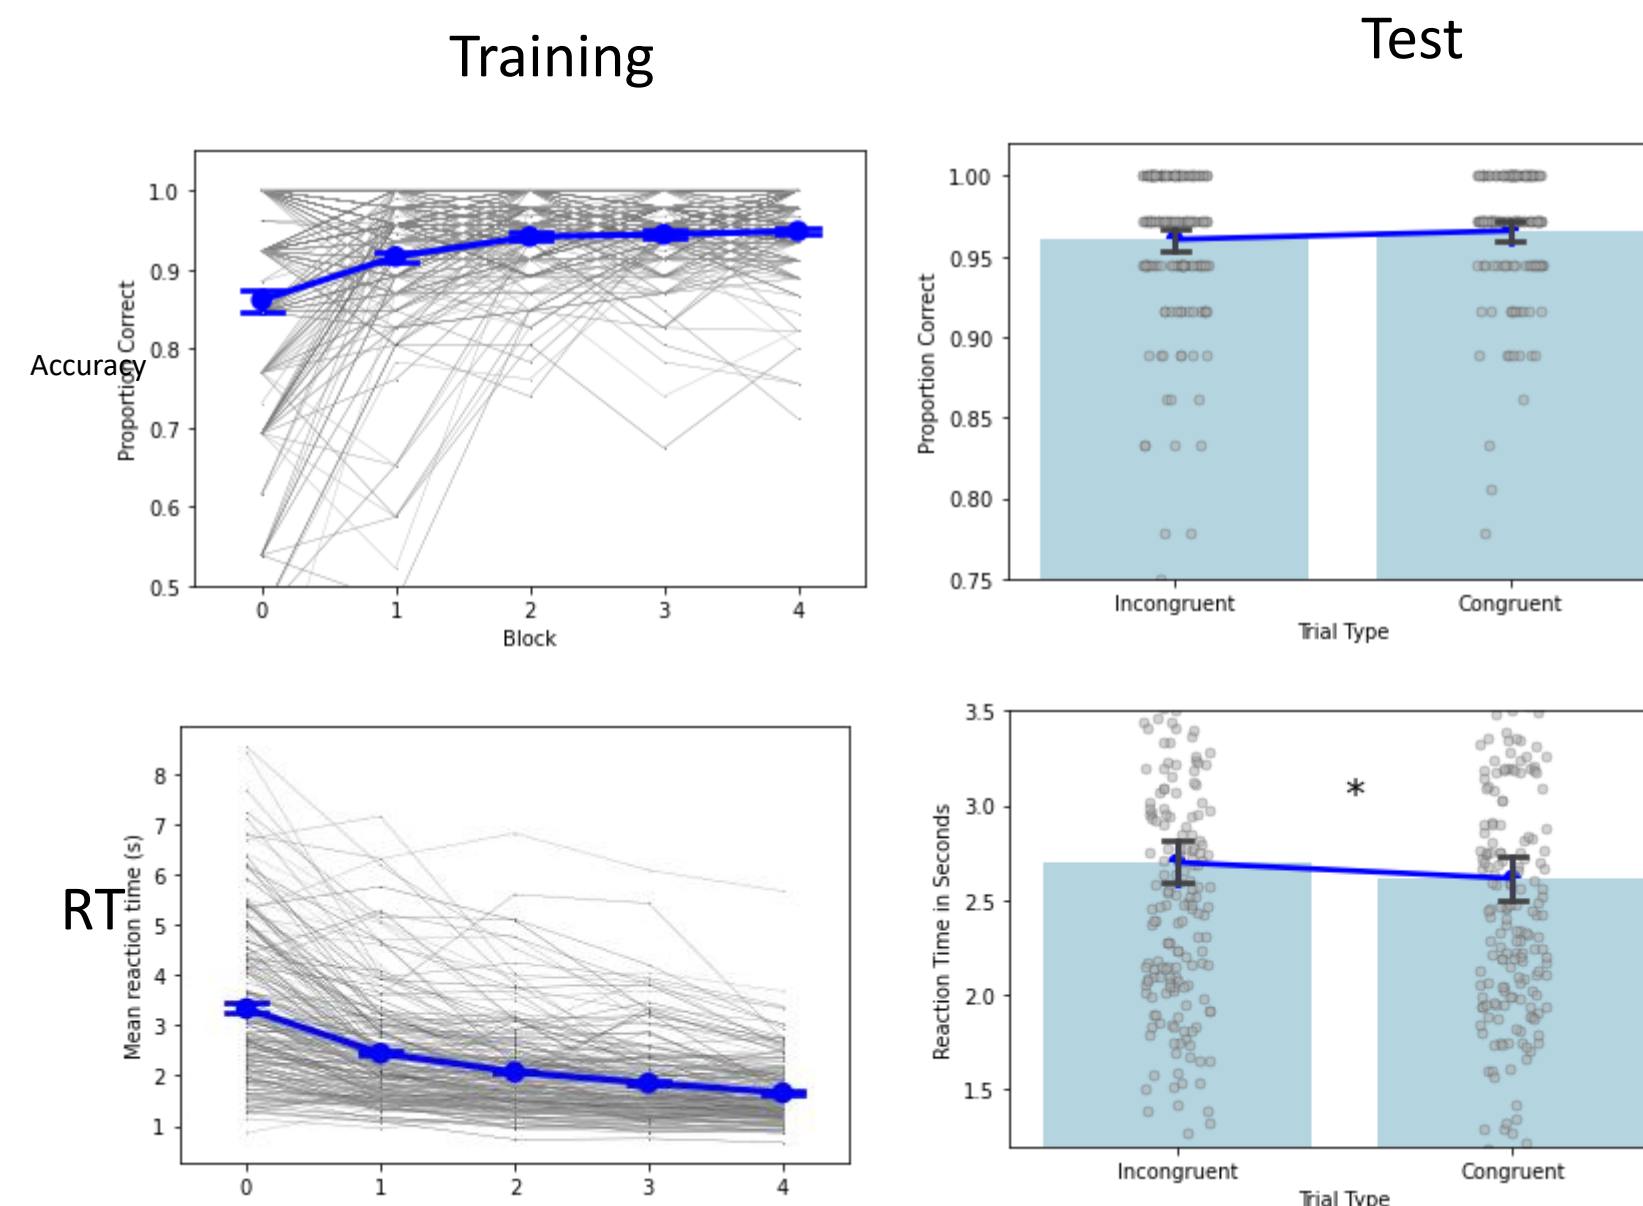 Training
Test
Accuracy
Proportion Correct
1.0
0.9
0.8
0.7
0.6
0.5
0
1
2
3
4
Block
Proportion Correct
1.00
0.95
0.90
0.85
0.80
0.75
Incongruent
Congruent
Trial Type
RT
Mean reaction time (s)
8
7
6
5
4
3
2
1
0
1
2
3
4
Reaction Time in Seconds
3.5
3.0
2.5
2.0
1.5
*
Incongruent
Congruent
Trial Type